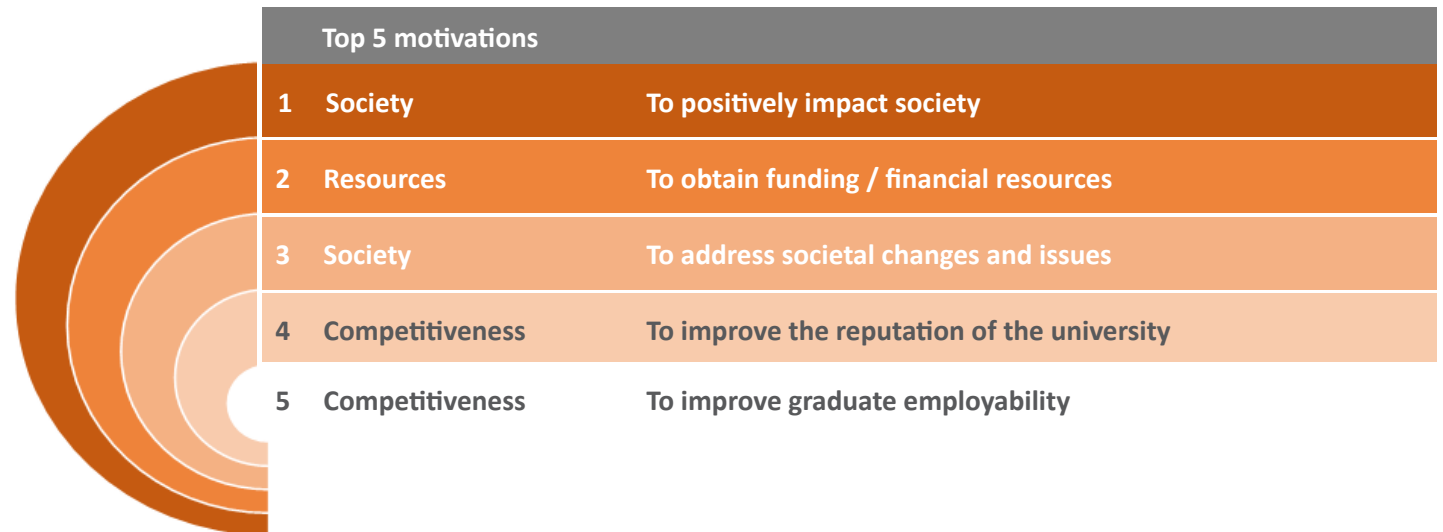 Top 5 motivations
1 Society To positively impact society
2 Resources To obtain funding / financial resources
3 Society To address societal changes and issues
4 Competitiveness To improve the reputation of the university
5 Competitiveness To improve graduate employability